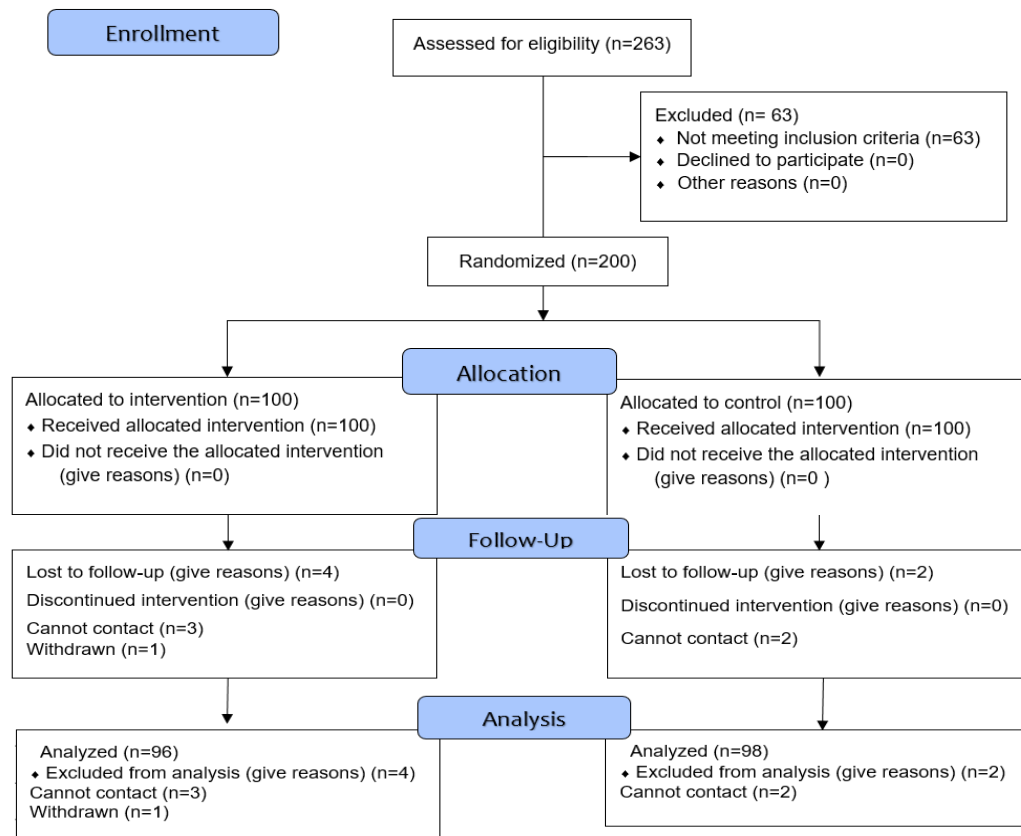 Enrollment
Assessed for eligibility (n=263)
Excluded (n= 63)
⬥ Not meeting inclusion criteria (n=63)
⬥ Declined to participate (n=0)
⬥ Other reasons (n=0)
Randomized (n=200)
Allocation
Allocated to intervention (n=100)
⬥ Received allocated intervention (n=100)
⬥ Did not receive the allocated intervention
(give reasons) (n=0)
Allocated to control (n=100)
⬥ Received allocated intervention (n=100)
⬥ Did not receive the allocated intervention
(give reasons) (n=0 )
Follow-Up
Lost to follow-up (give reasons) (n=4)
Discontinued intervention (give reasons) (n=0)
Cannot contact (n=3)
Withdrawn (n=1)
Lost to follow-up (give reasons) (n=2)
Discontinued intervention (give reasons) (n=0)
Cannot contact (n=2)
Analysis
Analyzed (n=96)
⬥ Excluded from analysis (give reasons) (n=4)
Cannot contact (n=3)
Withdrawn (n=1)
Analyzed (n=98)
⬥ Excluded from analysis (give reasons) (n=2)
Cannot contact (n=2)